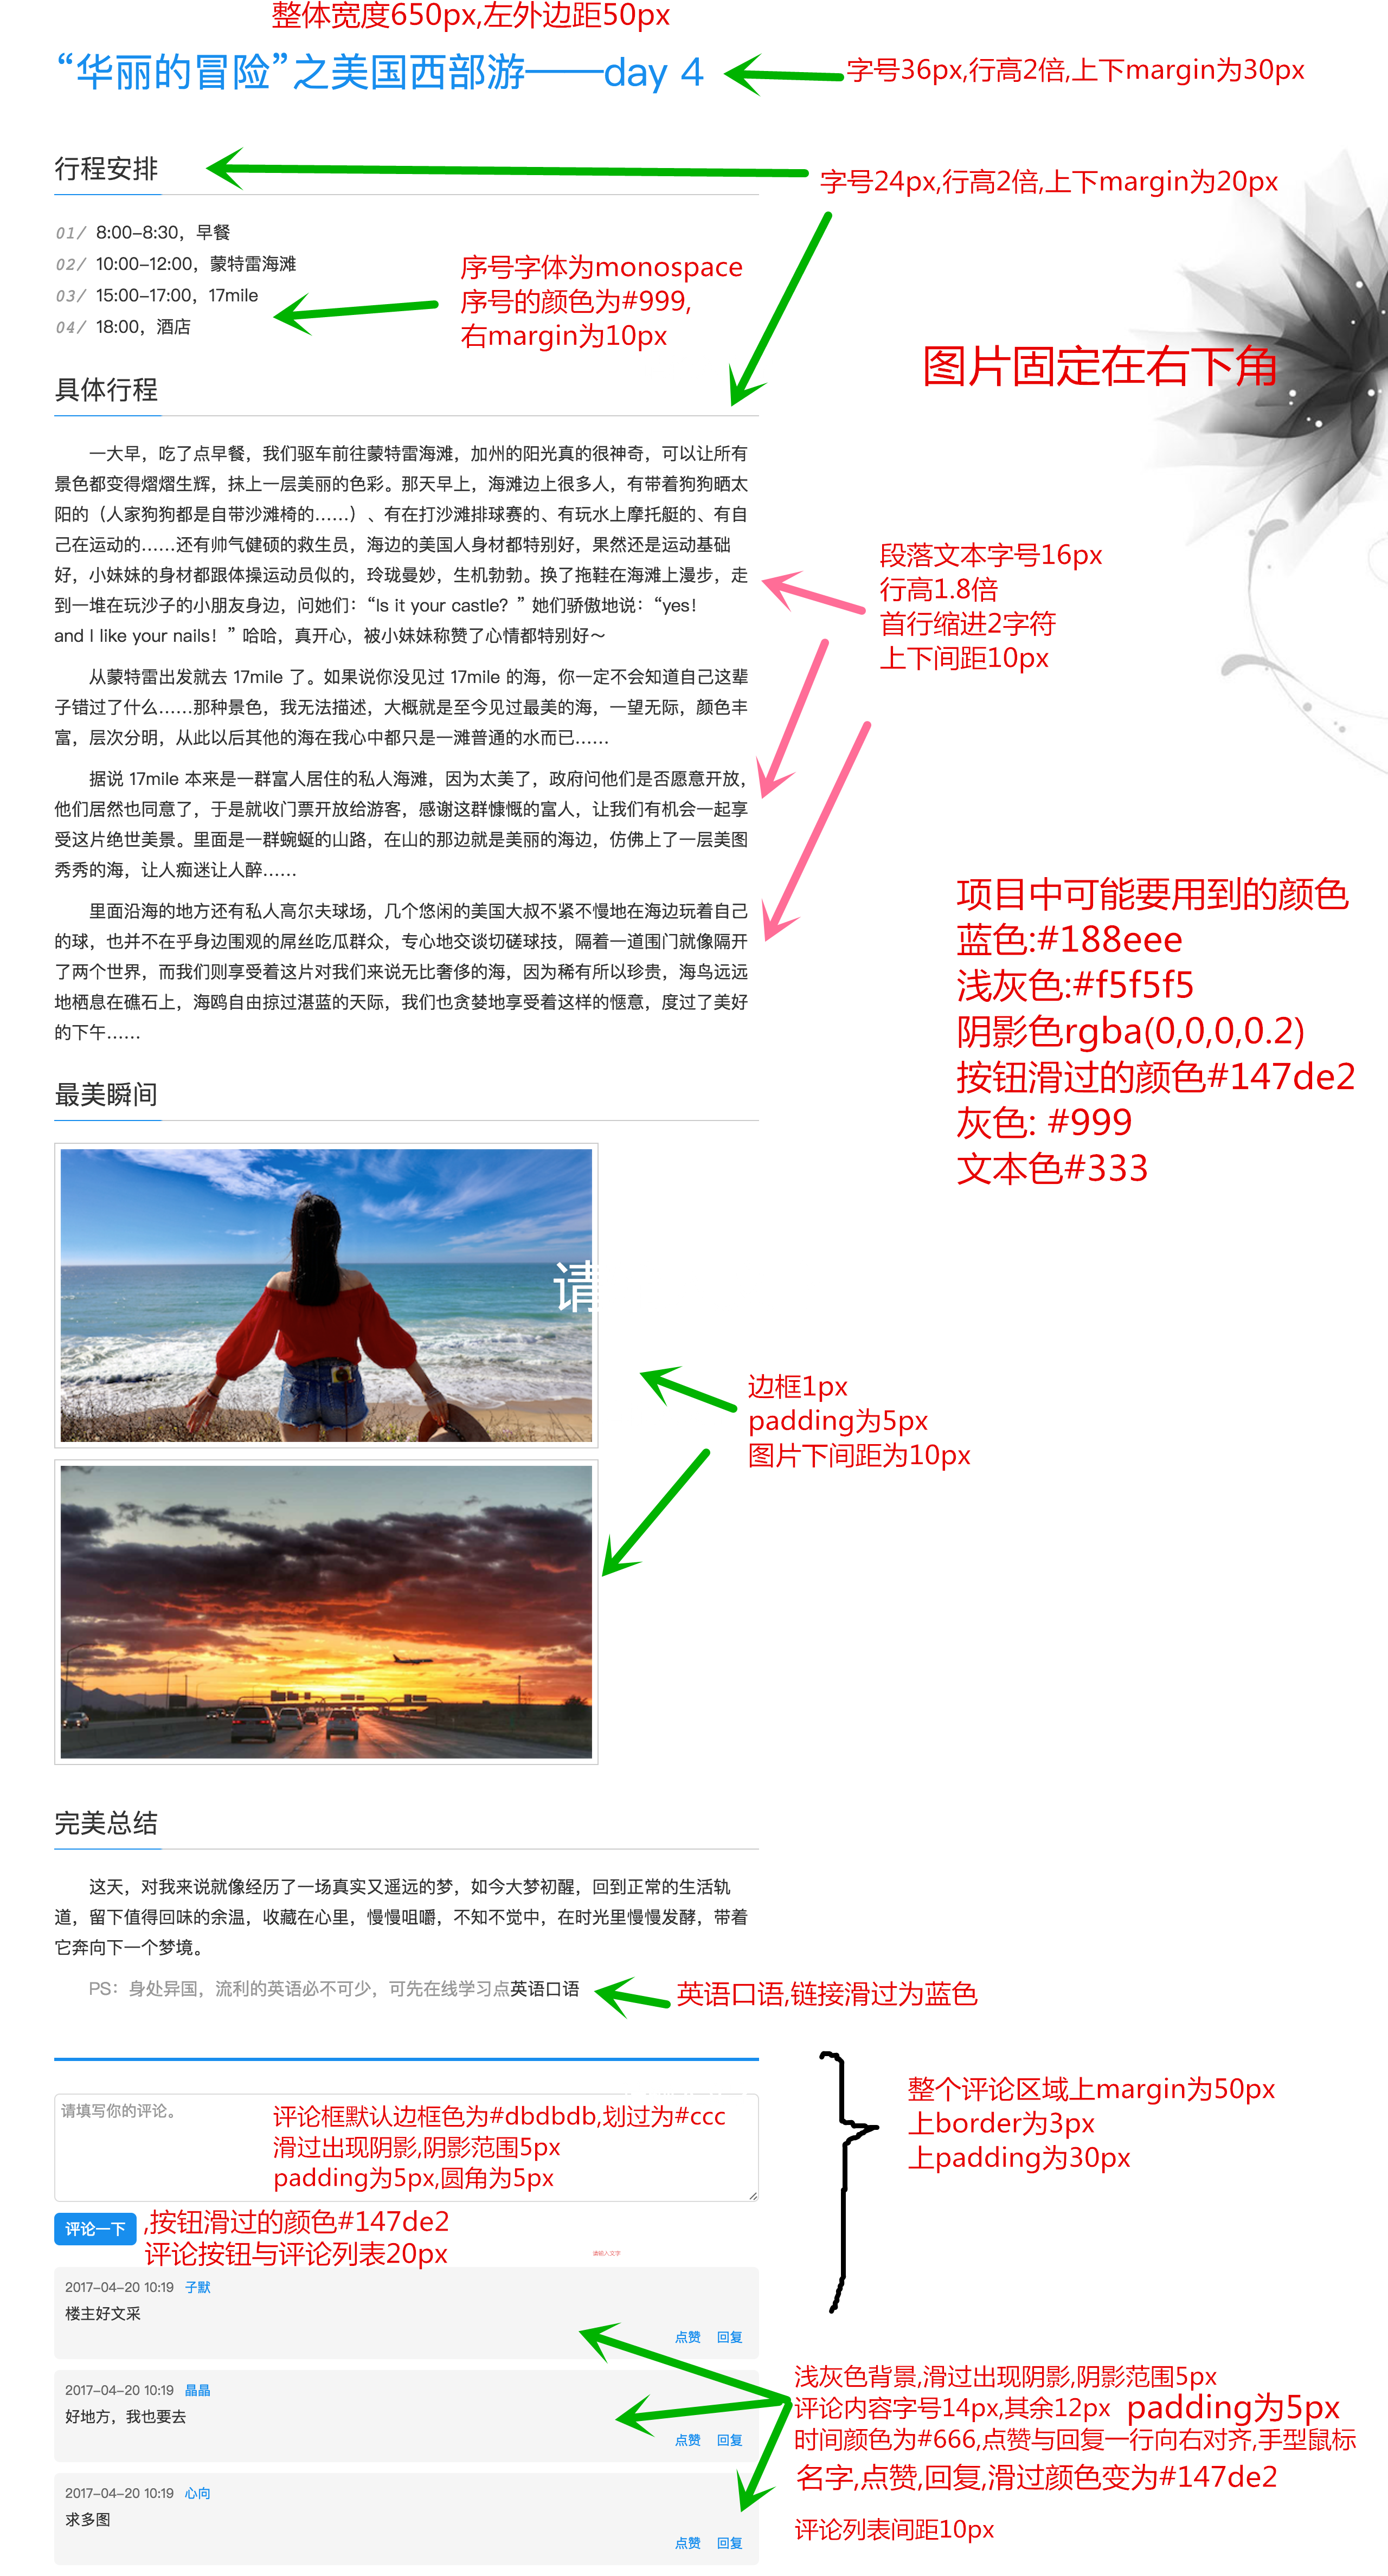 整体宽度650px,左外边距50px
“华丽的冒险”之美国西部游——day 4
字号36px,行高2倍,上下margin为30px
行程安排
字号24px,行高2倍,上下margin为20px
01/ 8:00-8:30，早餐
02/ 10:00-12:00，蒙特雷海滩
03/ 15:00-17:00，17mile
04/ 18:00，酒店
序号字体为monospace
序号的颜色为#999,
右margin为10px
图片固定在右下角
具体行程
一大早，吃了点早餐，我们驱车前往蒙特雷海滩，加州的阳光真的很神奇，可以让所有
景色都变得熠熠生辉，抹上一层美丽的色彩。那天早上，海滩边上很多人，有带着狗狗晒太
阳的（人家狗狗都是自带沙滩椅的……）、有在打沙滩排球赛的、有玩水上摩托艇的、有自
己在运动的……还有帅气健硕的救生员，海边的美国人身材都特别好，果然还是运动基础
好，小妹妹的身材都跟体操运动员似的，玲珑曼妙，生机勃勃。换了拖鞋在海滩上漫步，走
到一堆在玩沙子的小朋友身边，问她们：“Is it your castle？” 她们骄傲地说：“yes！
and I like your nails！” 哈哈，真开心，被小妹妹称赞了心情都特别好～
段落文本字号16px
行高1.8倍
首行缩进2字符
上下间距10px
从蒙特雷出发就去 17mile 了。如果说你没见过 17mile 的海，你一定不会知道自己这辈
子错过了什么……那种景色，我无法描述，大概就是至今见过最美的海，一望无际，颜色丰
富，层次分明，从此以后其他的海在我心中都只是一滩普通的水而已……
据说 17mile 本来是一群富人居住的私人海滩，因为太美了，政府问他们是否愿意开放，
他们居然也同意了，于是就收门票开放给游客，感谢这群慷慨的富人，让我们有机会一起享
受这片绝世美景。里面是一群蜿蜒的山路，在山的那边就是美丽的海边，仿佛上了一层美图
秀秀的海，让人痴迷让人醉……
里面沿海的地方还有私人高尔夫球场，几个悠闲的美国大叔不紧不慢地在海边玩着自己
的球，也并不在乎身边围观的屌丝吃瓜群众，专心地交谈切磋球技，隔着一道围门就像隔开
了两个世界，而我们则享受着这片对我们来说无比奢侈的海，因为稀有所以珍贵，海鸟远远
地栖息在礁石上，海鸥自由掠过湛蓝的天际，我们也贪婪地享受着这样的惬意，度过了美好
的下午……
项目中可能要用到的颜色
蓝色:#188eee
浅灰色:#f5f5f5
阴影色rgba(0,0,0,0.2)
按钮滑过的颜色#147de2
灰色: #999
文本色#333
最美瞬间
请
边框1px
padding为5px
图片下间距为10px
完美总结
这天，对我来说就像经历了一场真实又遥远的梦，如今大梦初醒，回到正常的生活轨
道，留下值得回味的余温，收藏在心里，慢慢咀嚼，不知不觉中，在时光里慢慢发酵，带着
它奔向下一个梦境。
PS：身处异国，流利的英语必不可少，可先在线学习点英语口语
英语口语,链接滑过为蓝色
请填写你的评论。
评论框默认边框色为#dbdbdb,划过为#ccc
滑过出现阴影,阴影范围5px
padding为5px,圆角为5px
整个评论区域上margin为50px
上border为3px
上padding为30px
评论一下
,按钮滑过的颜色#147de2
评论按钮与评论列表20px
请输入文字
2017-04-20 10:19 子默
楼主好文采
点赞 回复
2017-04-20 10:19 晶晶
好地方，我也要去
点赞 回复
2017-04-20 10:19 心向
求多图
点赞 回复
浅灰色背景,滑过出现阴影,阴影范围5px
评论内容字号14px,其余12px padding为5px
时间颜色为#666,点赞与回复一行向右对齐,手型鼠标
名字,点赞,回复,滑过颜色变为#147de2
评论列表间距10px